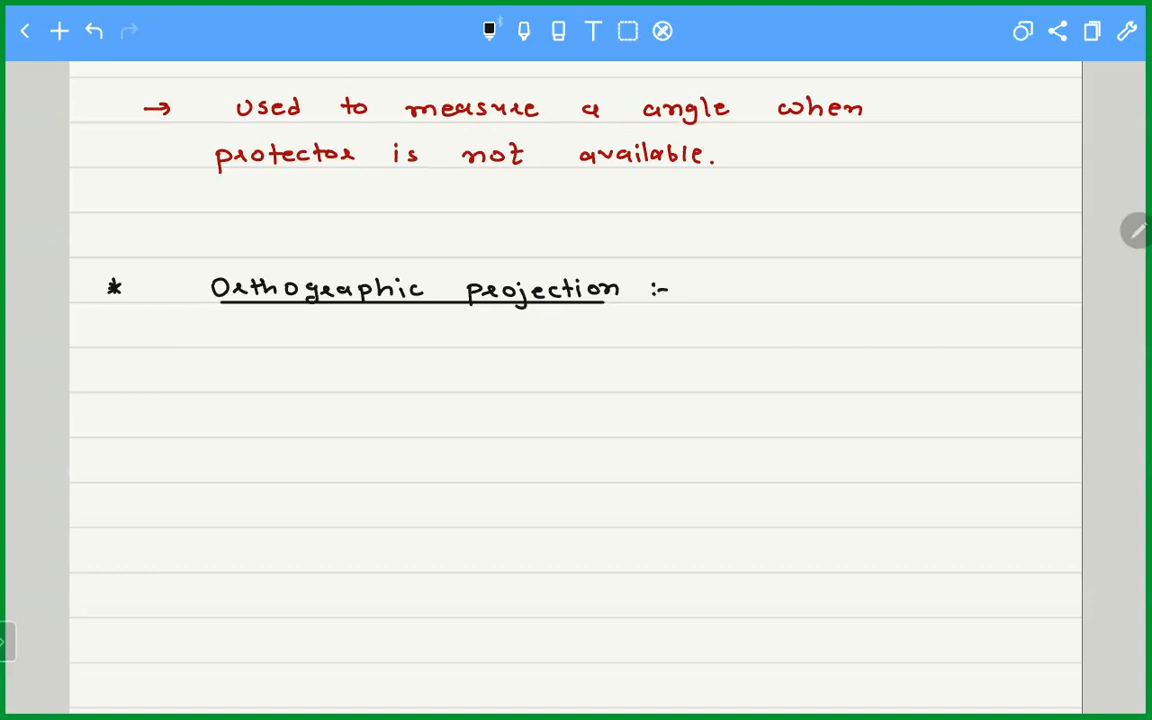 → used to measure a angle when
protector is not available.
* Orthographic projection :-